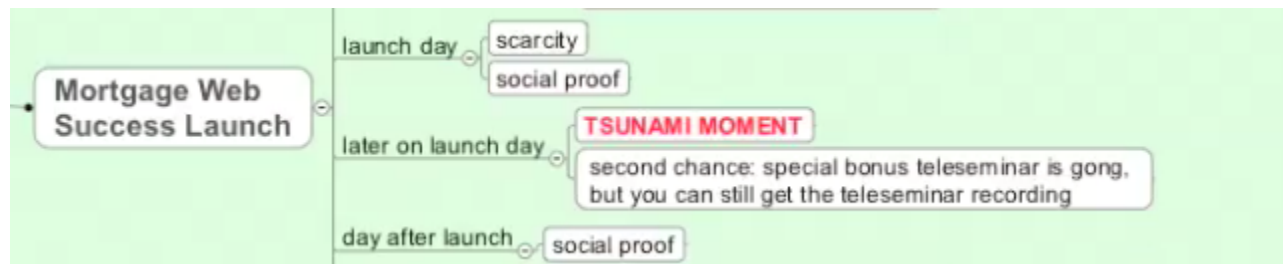 Mortgage Web
Success Launch
launch day
scarcity
social proof
later on launch day
TSUNAMI MOMENT
second chance: special bonus teleseminar is gong,
but you can still get the teleseminar recording
day after launch
social proof